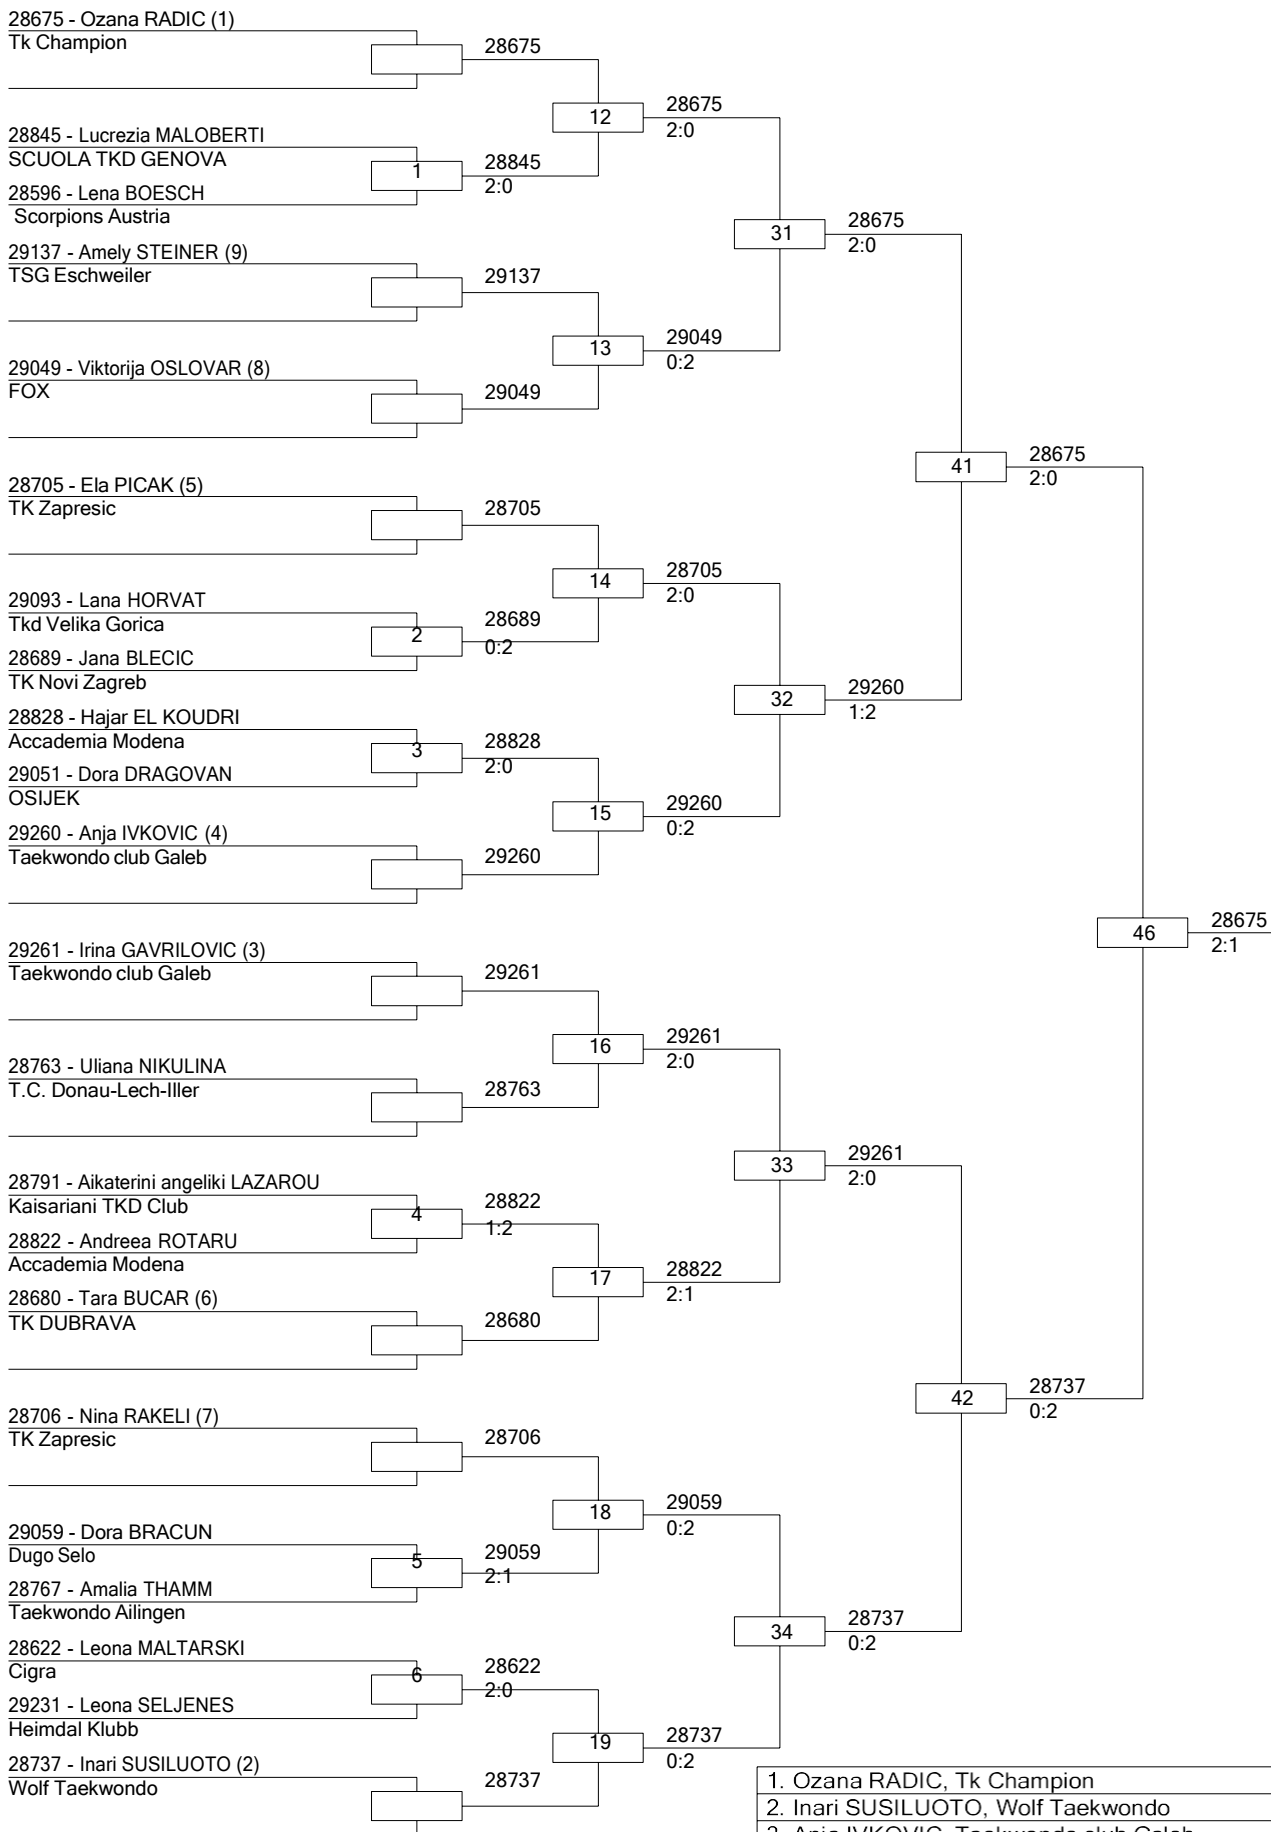 28675 - Ozana RADIC (1)
Tk Champion
28675
12
28675
2:0
28845 - Lucrezia MALOBERTI
SCUOLA TKD GENOVA
1
28845
2:0
28596 - Lena BOESCH
Scorpions Austria
31
28675
2:0
29137 - Amely STEINER (9)
TSG Eschweiler
29137
13
29049
0:2
29049 - Viktorija OSLOVAR (8)
FOX
29049
41
28675
2:0
28705 - Ela PICAK (5)
TK Zapresic
28705
14
28705
2:0
29093 - Lana HORVAT
Tkd Velika Gorica
2
28689
0:2
28689 - Jana BLECIC
TK Novi Zagreb
32
29260
1:2
28828 - Hajar EL KOUDRI
Accademia Modena
3
28828
2:0
29051 - Dora DRAGOVAN
OSIJEK
15
29260
0:2
29260 - Anja IVKOVIC (4)
Taekwondo club Galeb
29260
46
28675
2:1
29261 - Irina GAVRILOVIC (3)
Taekwondo club Galeb
29261
16
29261
2:0
28763 - Uliana NIKULINA
T.C. Donau-Lech-Iller
28763
33
29261
2:0
28791 - Aikaterini angeliki LAZAROU
Kaisariani TKD Club
4
28822
1:2
28822 - Andreea ROTARU
Accademia Modena
17
28822
2:1
28680 - Tara BUCAR (6)
TK DUBRAVA
28680
42
28737
0:2
28706 - Nina RAKELI (7)
TK Zapresic
28706
18
29059
0:2
29059 - Dora BRACUN
Dugo Selo
5
29059
2:1
28767 - Amalia THAMM
Taekwondo Ailingen
34
28737
0:2
28622 - Leona MALTARSKI
Cigra
6
28622
2:0
29231 - Leona SELJENES
Heimdal Klubb
19
28737
0:2
28737 - Inari SUSILUOTO (2)
Wolf Taekwondo
28737
1. Ozana RADIC, Tk Champion
2. Inari SUSILUOTO, Wolf Taekwondo
3. Anja IVKOVIC, Taekwondo club Galeb